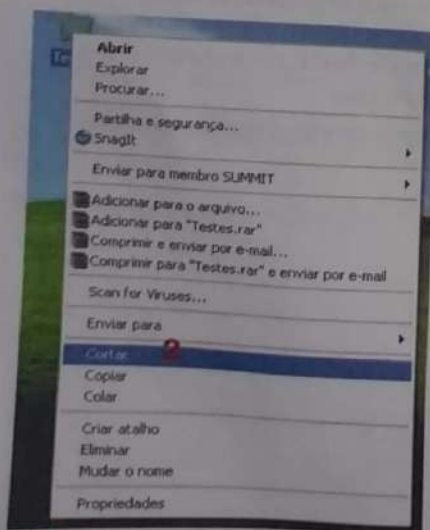 Te
Abrir
Explorar
Procurar...
Partilha e segurança...
SnagIt
Enviar para membro SUMMIT
Adicionar para o arquivo...
Adicionar para "Testes.rar"
Comprimir e enviar por e-mail...
Comprimir para "Testes.rar" e enviar por e-mail
Scan for Viruses...
Enviar para
Cortar 2
Copiar
Colar
Criar atalho
Eliminar
Mudar o nome
Propriedades